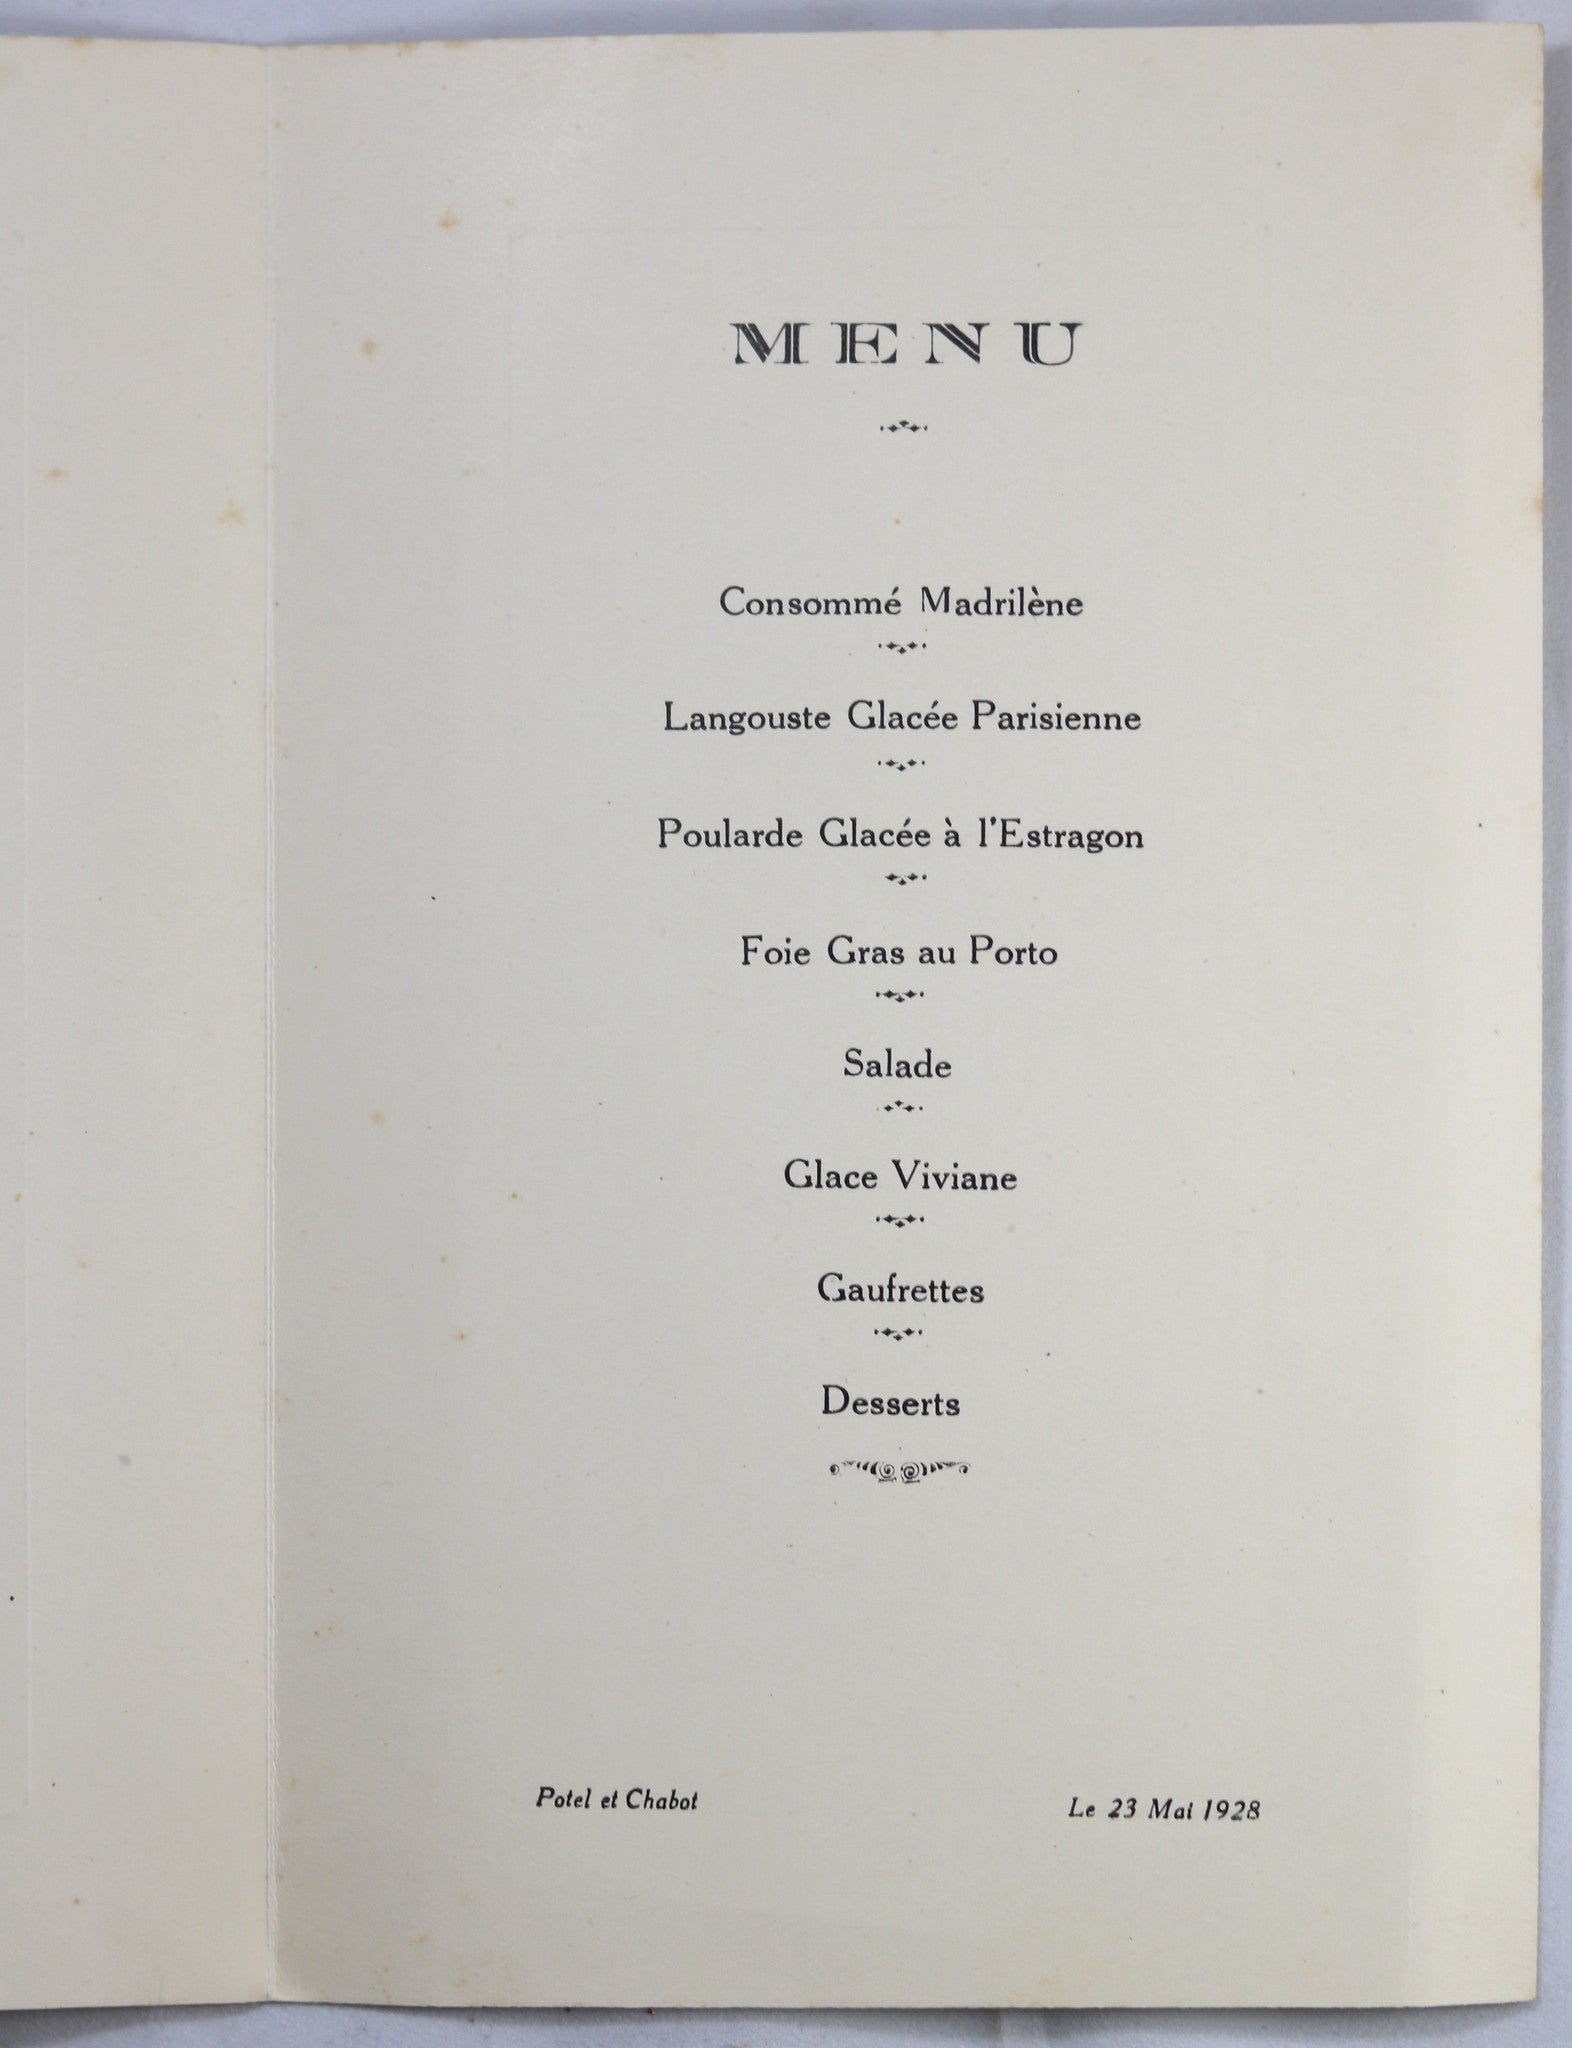 MENU
Consommé Madrilène
Langouste Glacée Parisienne
Poularde Glacée à l'Estragon
Foie Gras au Porto
Salade
Glace Viviane
Gaufrettes
Desserts
Potel et Chabot
Le 23 Mai 1928